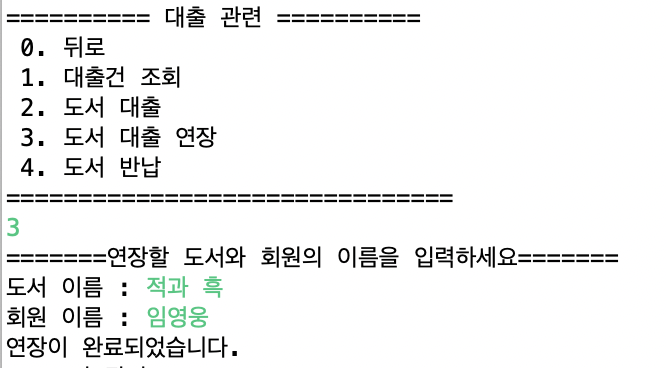 ========== 대출 관련 ==========
0. 뒤로
1. 대출건 조회
2. 도서 대출
3. 도서 대출 연장
4. 도서 반납
===============================
3
=======연장할 도서와 회원의 이름을 입력하세요=======
도서 이름 : 적과 흑
회원 이름 : 임영웅
연장이 완료되었습니다.